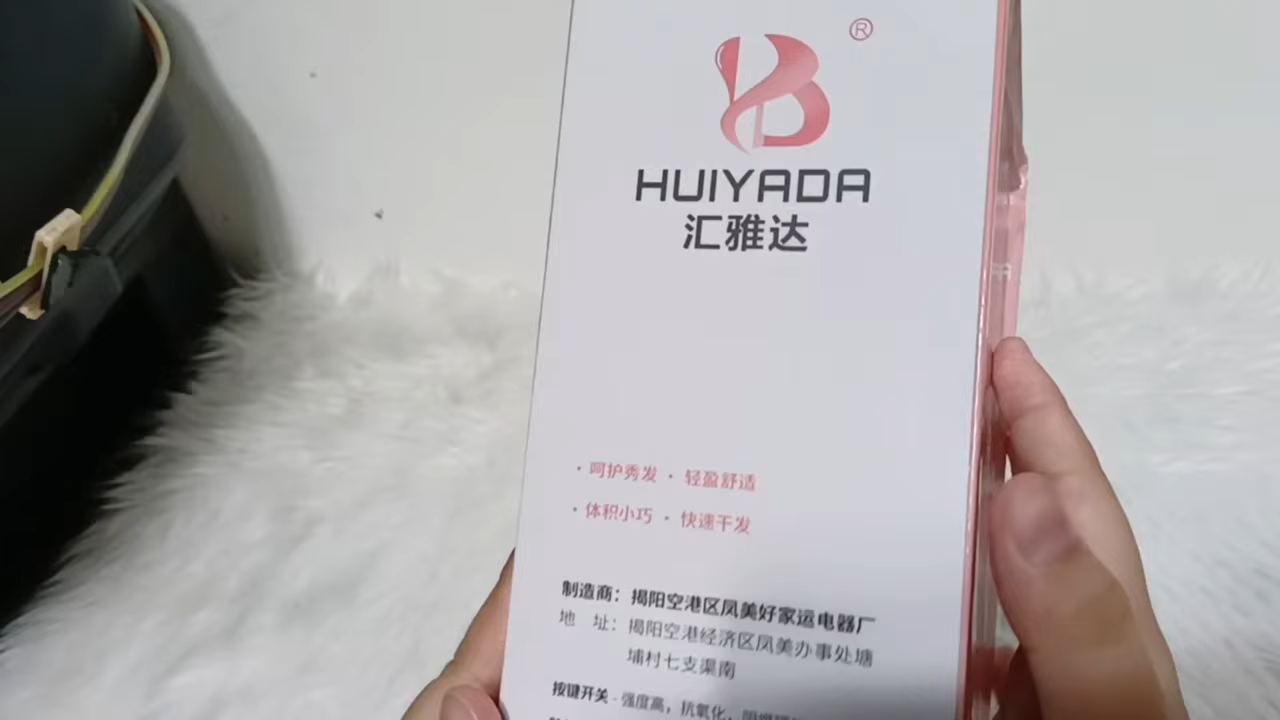 ®
HUIYADA
汇雅达
· 呵护秀发 · 轻盈舒适
· 体积小巧 · 快速干发
制造商：揭阳空港区凤美好家运电器厂
地 址：揭阳空港经济区凤美办事处塘
埔村七支渠南
按键开关 - 强度高，抗氧化，